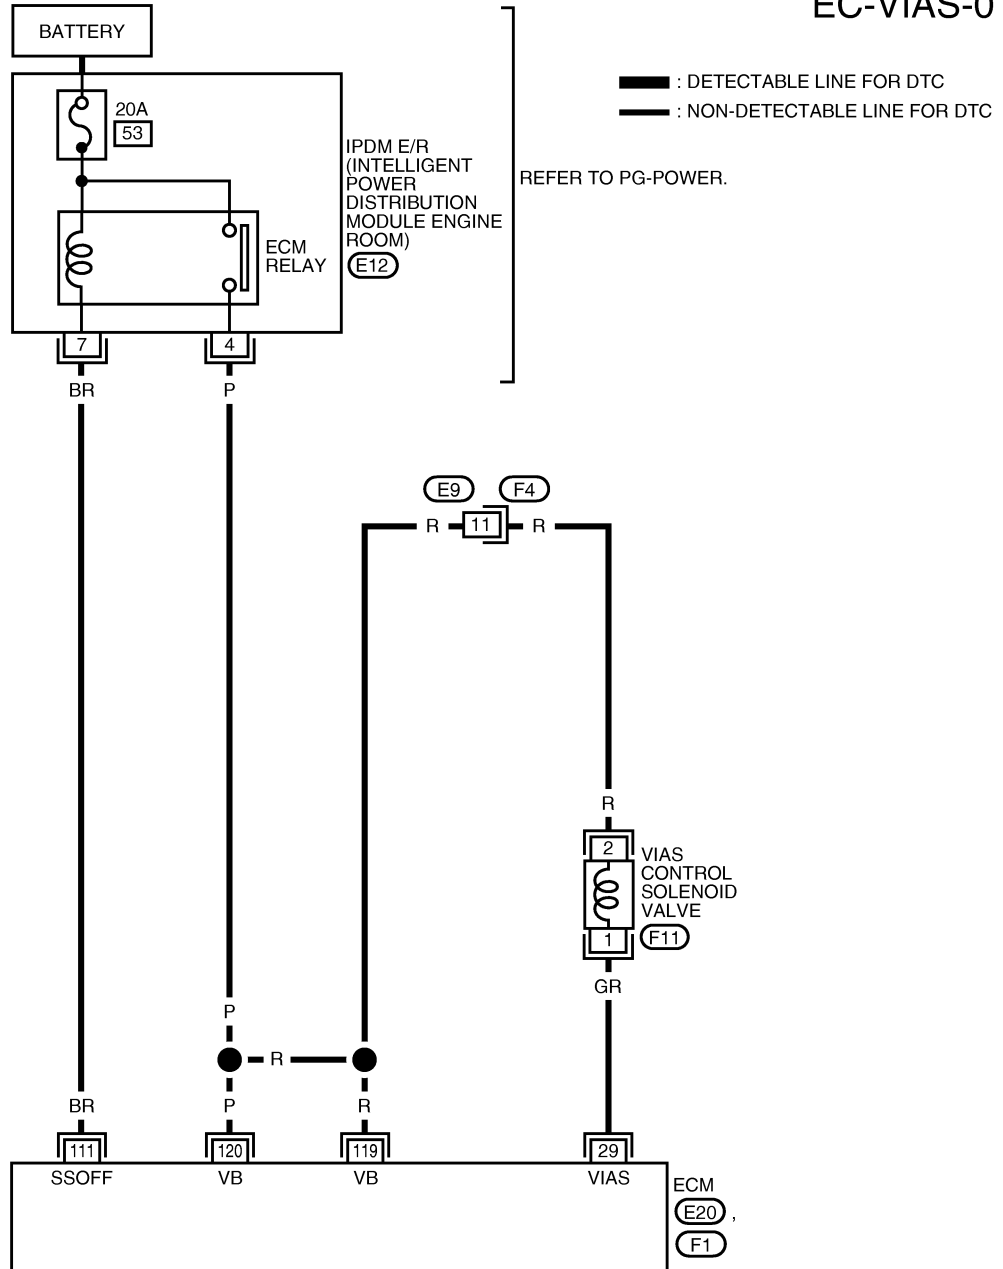 EC-VIAS-0
BATTERY
: DETECTABLE LINE FOR DTC
: NON-DETECTABLE LINE FOR DTC
20A
53
IPDM E/R
(INTELLIGENT
POWER
DISTRIBUTION
MODULE ENGINE
ROOM)
E12
REFER TO PG-POWER.
ECM
RELAY
7
4
BR
P
E9
F4
R
11
R
R
2
VIAS
CONTROL
SOLENOID
VALVE
1
F11
GR
P
R
BR
P
R
111
120
119
29
SSOFF
VB
VB
VIAS
ECM
E20 ,
F1